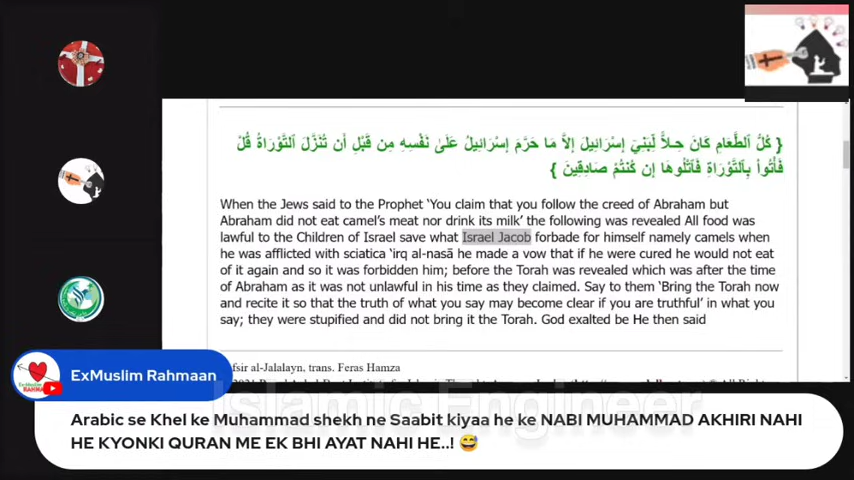 { كُلُّ ٱلطَّعَامِ كَانَ حِـلاًّ لِّبَنِيۤ إِسْرَائِيلَ إِلاَّ مَا حَرَّمَ إِسْرَائِيلُ عَلَىٰ نَفْسِهِ مِن قَبْلِ أَن تُنَزَّلَ ٱلتَّوْرَاةُ قُلْ
فَأْتُواْ بِٱلتَّوْرَاةِ فَٱتْلُوهَا إِن كُنتُمْ صَادِقِينَ }
When the Jews said to the Prophet ‘You claim that you follow the creed of Abraham but
Abraham did not eat camel’s meat nor drink its milk’ the following was revealed All food was
lawful to the Children of Israel save what Israel Jacob forbade for himself namely camels when
he was afflicted with sciatica ‘irq al-nasā he made a vow that if he were cured he would not eat
of it again and so it was forbidden him; before the Torah was revealed which was after the time
of Abraham as it was not unlawful in his time as they claimed. Say to them ‘Bring the Torah now
and recite it so that the truth of what you say may become clear if you are truthful’ in what you
say; they were stupified and did not bring it the Torah. God exalted be He then said
Tafsir al-Jalalayn, trans. Feras Hamza
ExMuslim Rahmaan
Islamic Engineer
Arabic se Khel ke Muhammad shekh ne Saabit kiyaa he ke NABI MUHAMMAD AKHIRI NAHI
HE KYONKI QURAN ME EK BHI AYAT NAHI HE..! 😅